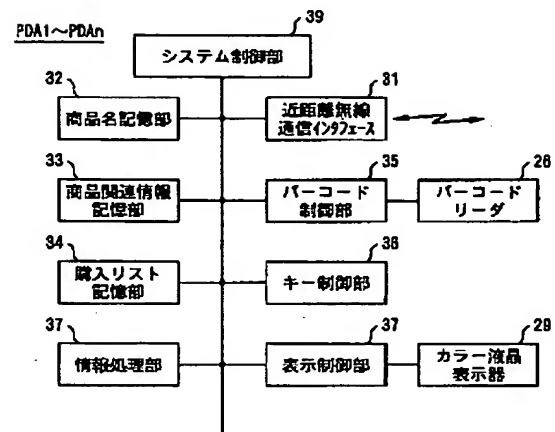 PDA1～PDAn
39
システム制御部
32
商品名記憶部
31
近距離無線
通信インタフェース
33
商品関連情報
記憶部
35
バーコード
制御部
26
バーコード
リーダ
34
購入リスト
記憶部
36
キー制御部
37
情報処理部
37
表示制御部
29
カラー液晶
表示器